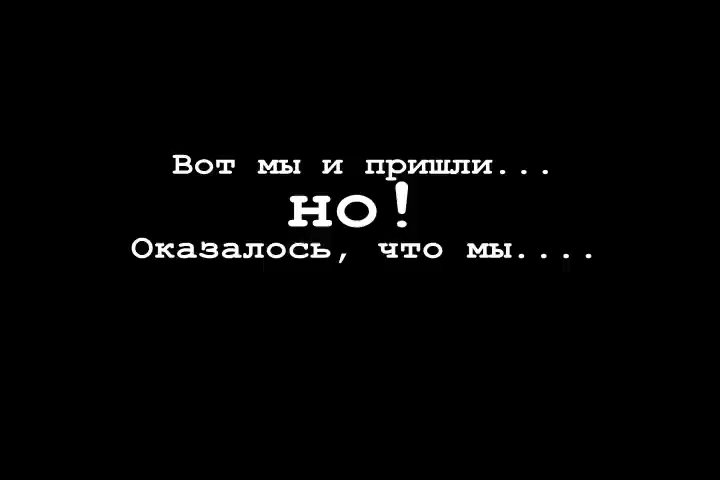 Вот мы и пришли...
НО!
Оказалось, что мы....